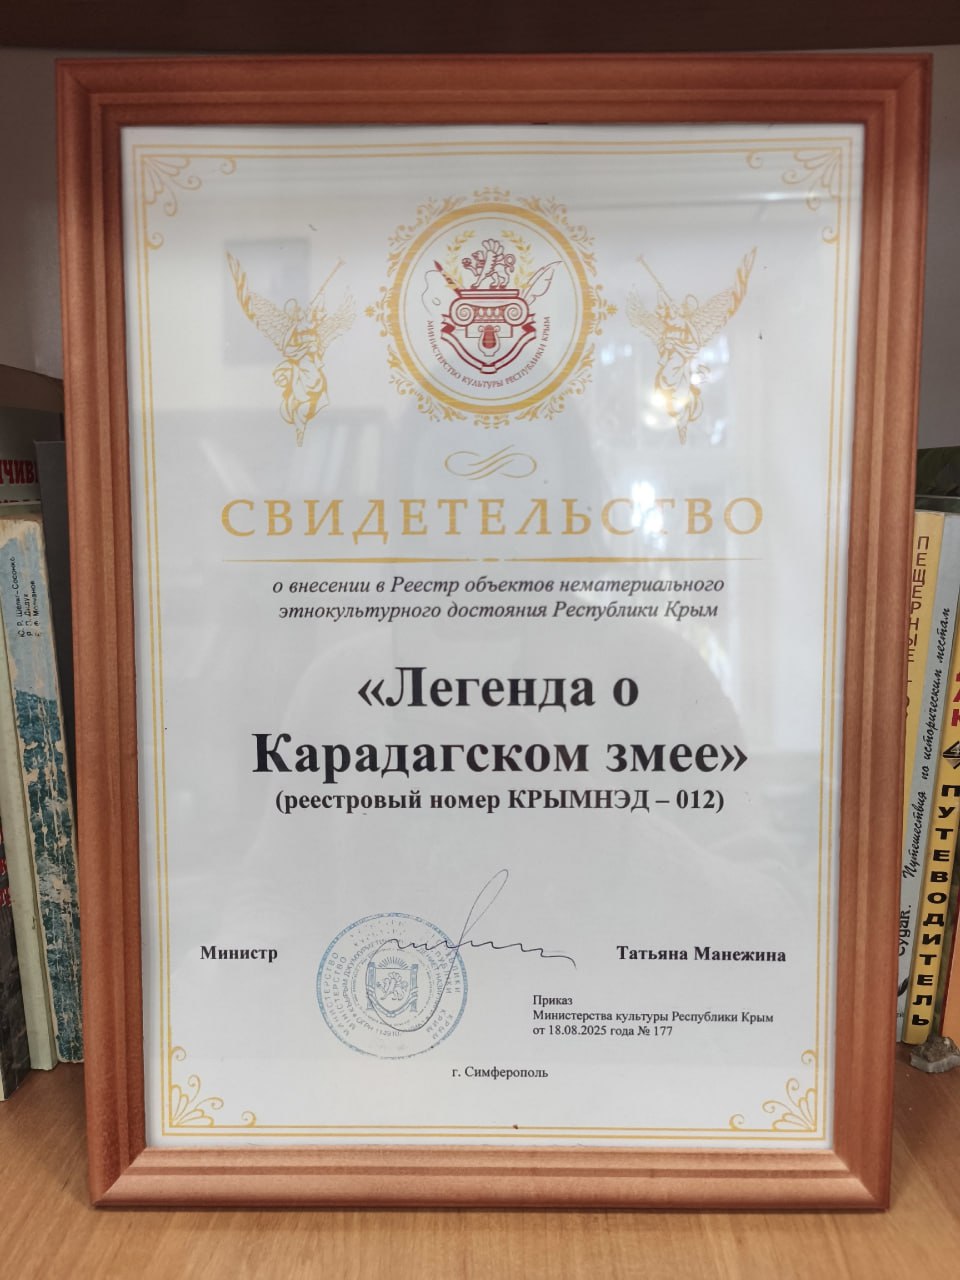 МИНИСТЕРСТВО КУЛЬТУРЫ РЕСПУБЛИКИ КРЫМ
СВИДЕТЕЛЬСТВО
о внесении в Реестр объектов нематериального
этнокультурного достояния Республики Крым
«Легенда о
Карадагском змее»
(реестровый номер КРЫМНЭД – 012)
Министр
Татьяна Манежина
Приказ
Министерства культуры Республики Крым
от 18.08.2025 года № 177
г. Симферополь
ПЕЩЕРНЫЕ
Судак. Путешествия по историческим местам
ПУТЕВОДИТЕЛЬ